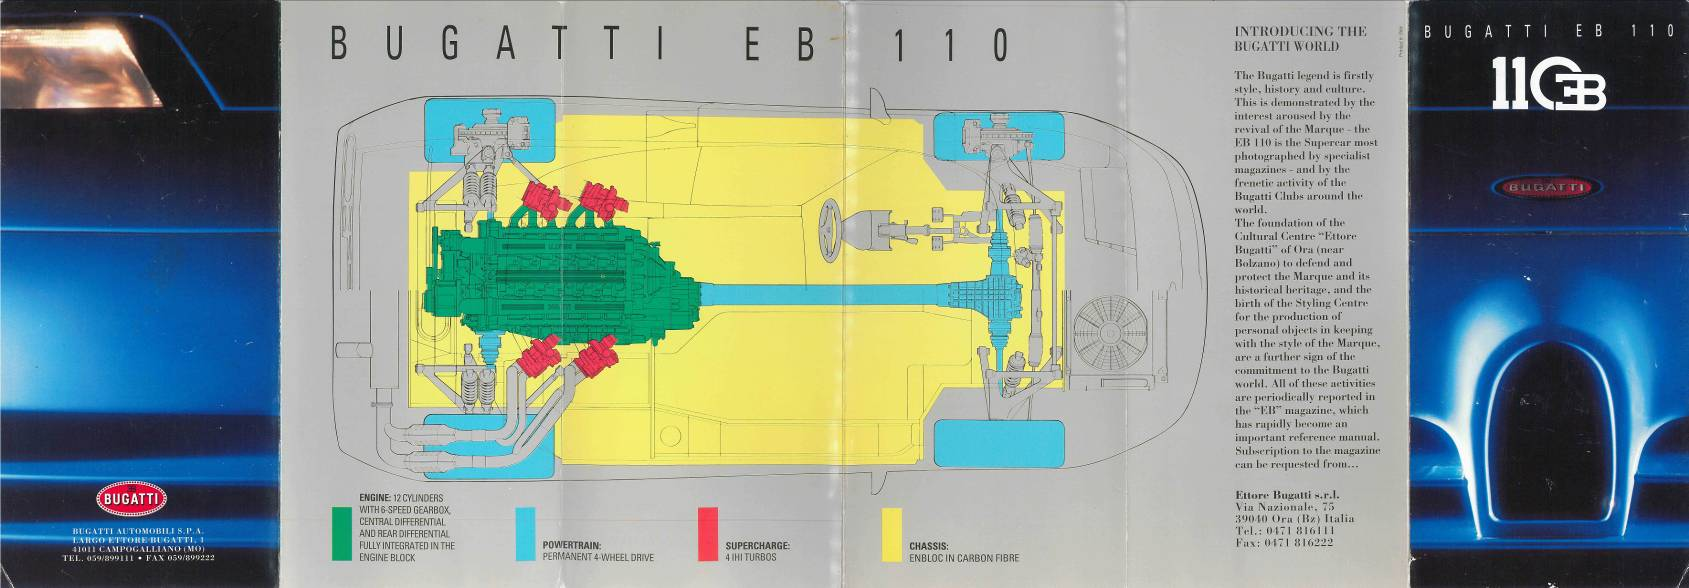 BUGATTI
BUGATTI AUTOMOBILI S.P.A.
LARGO ETTORE BUGATTI, 1
41011 CAMPOGALLIANO (MO)
TEL. 059/899111 • FAX 059/899222
BUGATTI EB 110
ENGINE: 12 CYLINDERS
WITH 6-SPEED GEARBOX,
CENTRAL DIFFERENTIAL
AND REAR DIFFERENTIAL
FULLY INTEGRATED IN THE
ENGINE BLOCK
POWERTRAIN:
PERMANENT 4-WHEEL DRIVE
SUPERCHARGE:
4 IHI TURBOS
CHASSIS:
ENBLOC IN CARBON FIBRE
INTRODUCING THE
BUGATTI WORLD
The Bugatti legend is firstly
style, history and culture.
This is demonstrated by the
interest aroused by the
revival of the Marque - the
EB 110 is the Supercar most
photographed by specialist
magazines - and by the
frenetic activity of the
Bugatti Clubs around the
world.
The foundation of the
Cultural Centre “Ettore
Bugatti” of Ora (near
Bolzano) to defend and
protect the Marque and its
historical heritage, and the
birth of the Styling Centre
for the production of
personal objects in keeping
with the style of the Marque,
are a further sign of the
commitment to the Bugatti
world. All of these activities
are periodically reported in
the “EB” magazine, which
has rapidly become an
important reference manual.
Subscription to the magazine
can be requested from...
Ettore Bugatti s.r.l.
Via Nazionale, 75
39040 Ora (Bz) Italia
Tel.: 0471 816111
Fax: 0471 816222
BUGATTI EB 110
110EB
BUGATTI